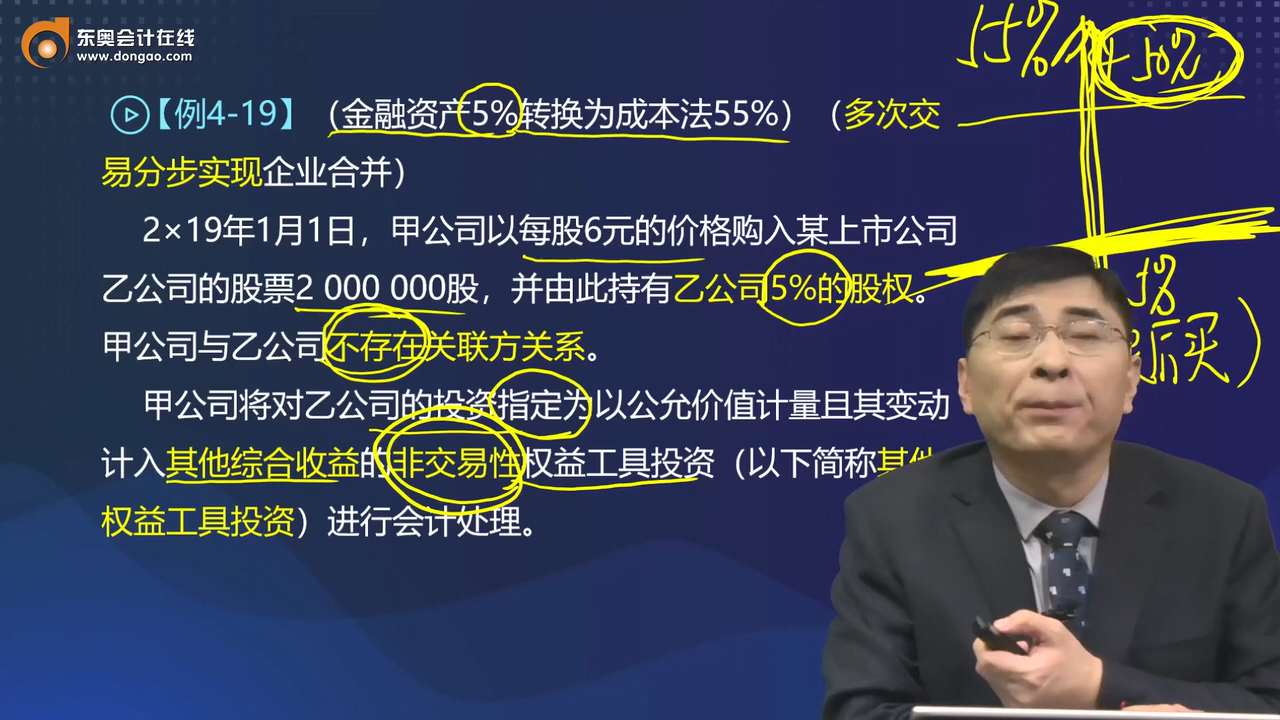 东奥会计在线
www.dongao.com
【例4-19】（金融资产5%转换为成本法55%）（多次交
易分步实现企业合并）
2×19年1月1日，甲公司以每股6元的价格购入某上市公司
乙公司的股票2 000 000股，并由此持有乙公司5%的股权。
甲公司与乙公司不存在关联方关系。
甲公司将对乙公司的投资指定为以公允价值计量且其变动
计入其他综合收益的非交易性权益工具投资（以下简称其他
权益工具投资）进行会计处理。
55%
+50%
5%
后买）